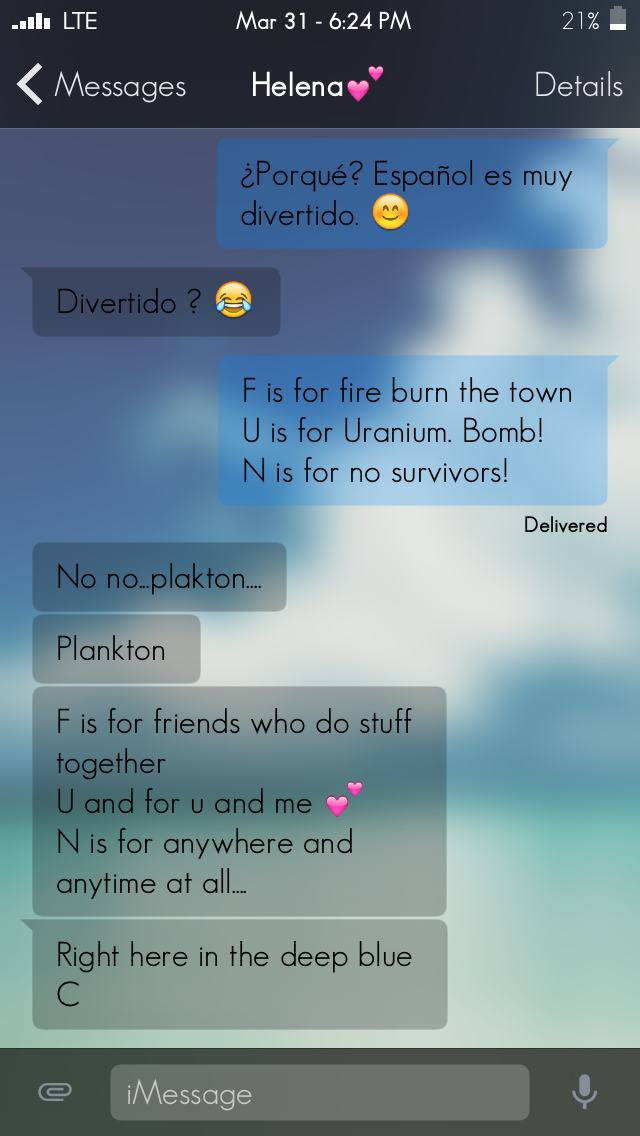 LTE
Mar 31 - 6:24 PM
21%
Messages
Helena💕
Details
¿Porqué? Español es muy
divertido. 😊
Divertido ? 😂
F is for fire burn the town
U is for Uranium. Bomb!
N is for no survivors!
Delivered
No no...plakton....
Plankton
F is for friends who do stuff
together
U and for u and me 💕
N is for anywhere and
anytime at all....
Right here in the deep blue
C
iMessage